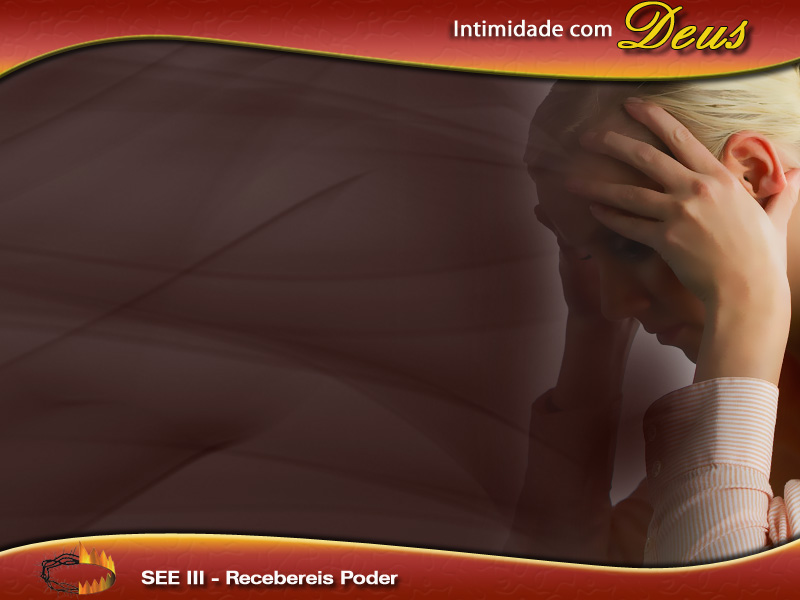 Intimidade com Deus
SEE III - Recebereis Poder